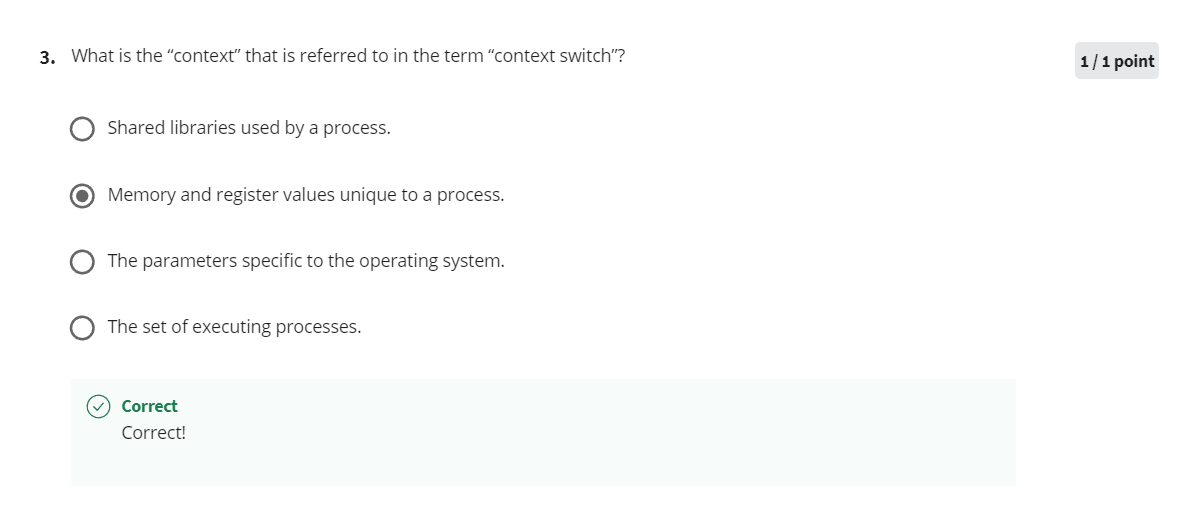 3. What is the “context” that is referred to in the term “context switch”?
1 / 1 point
Shared libraries used by a process.
Memory and register values unique to a process.
The parameters specific to the operating system.
The set of executing processes.
Correct
Correct!